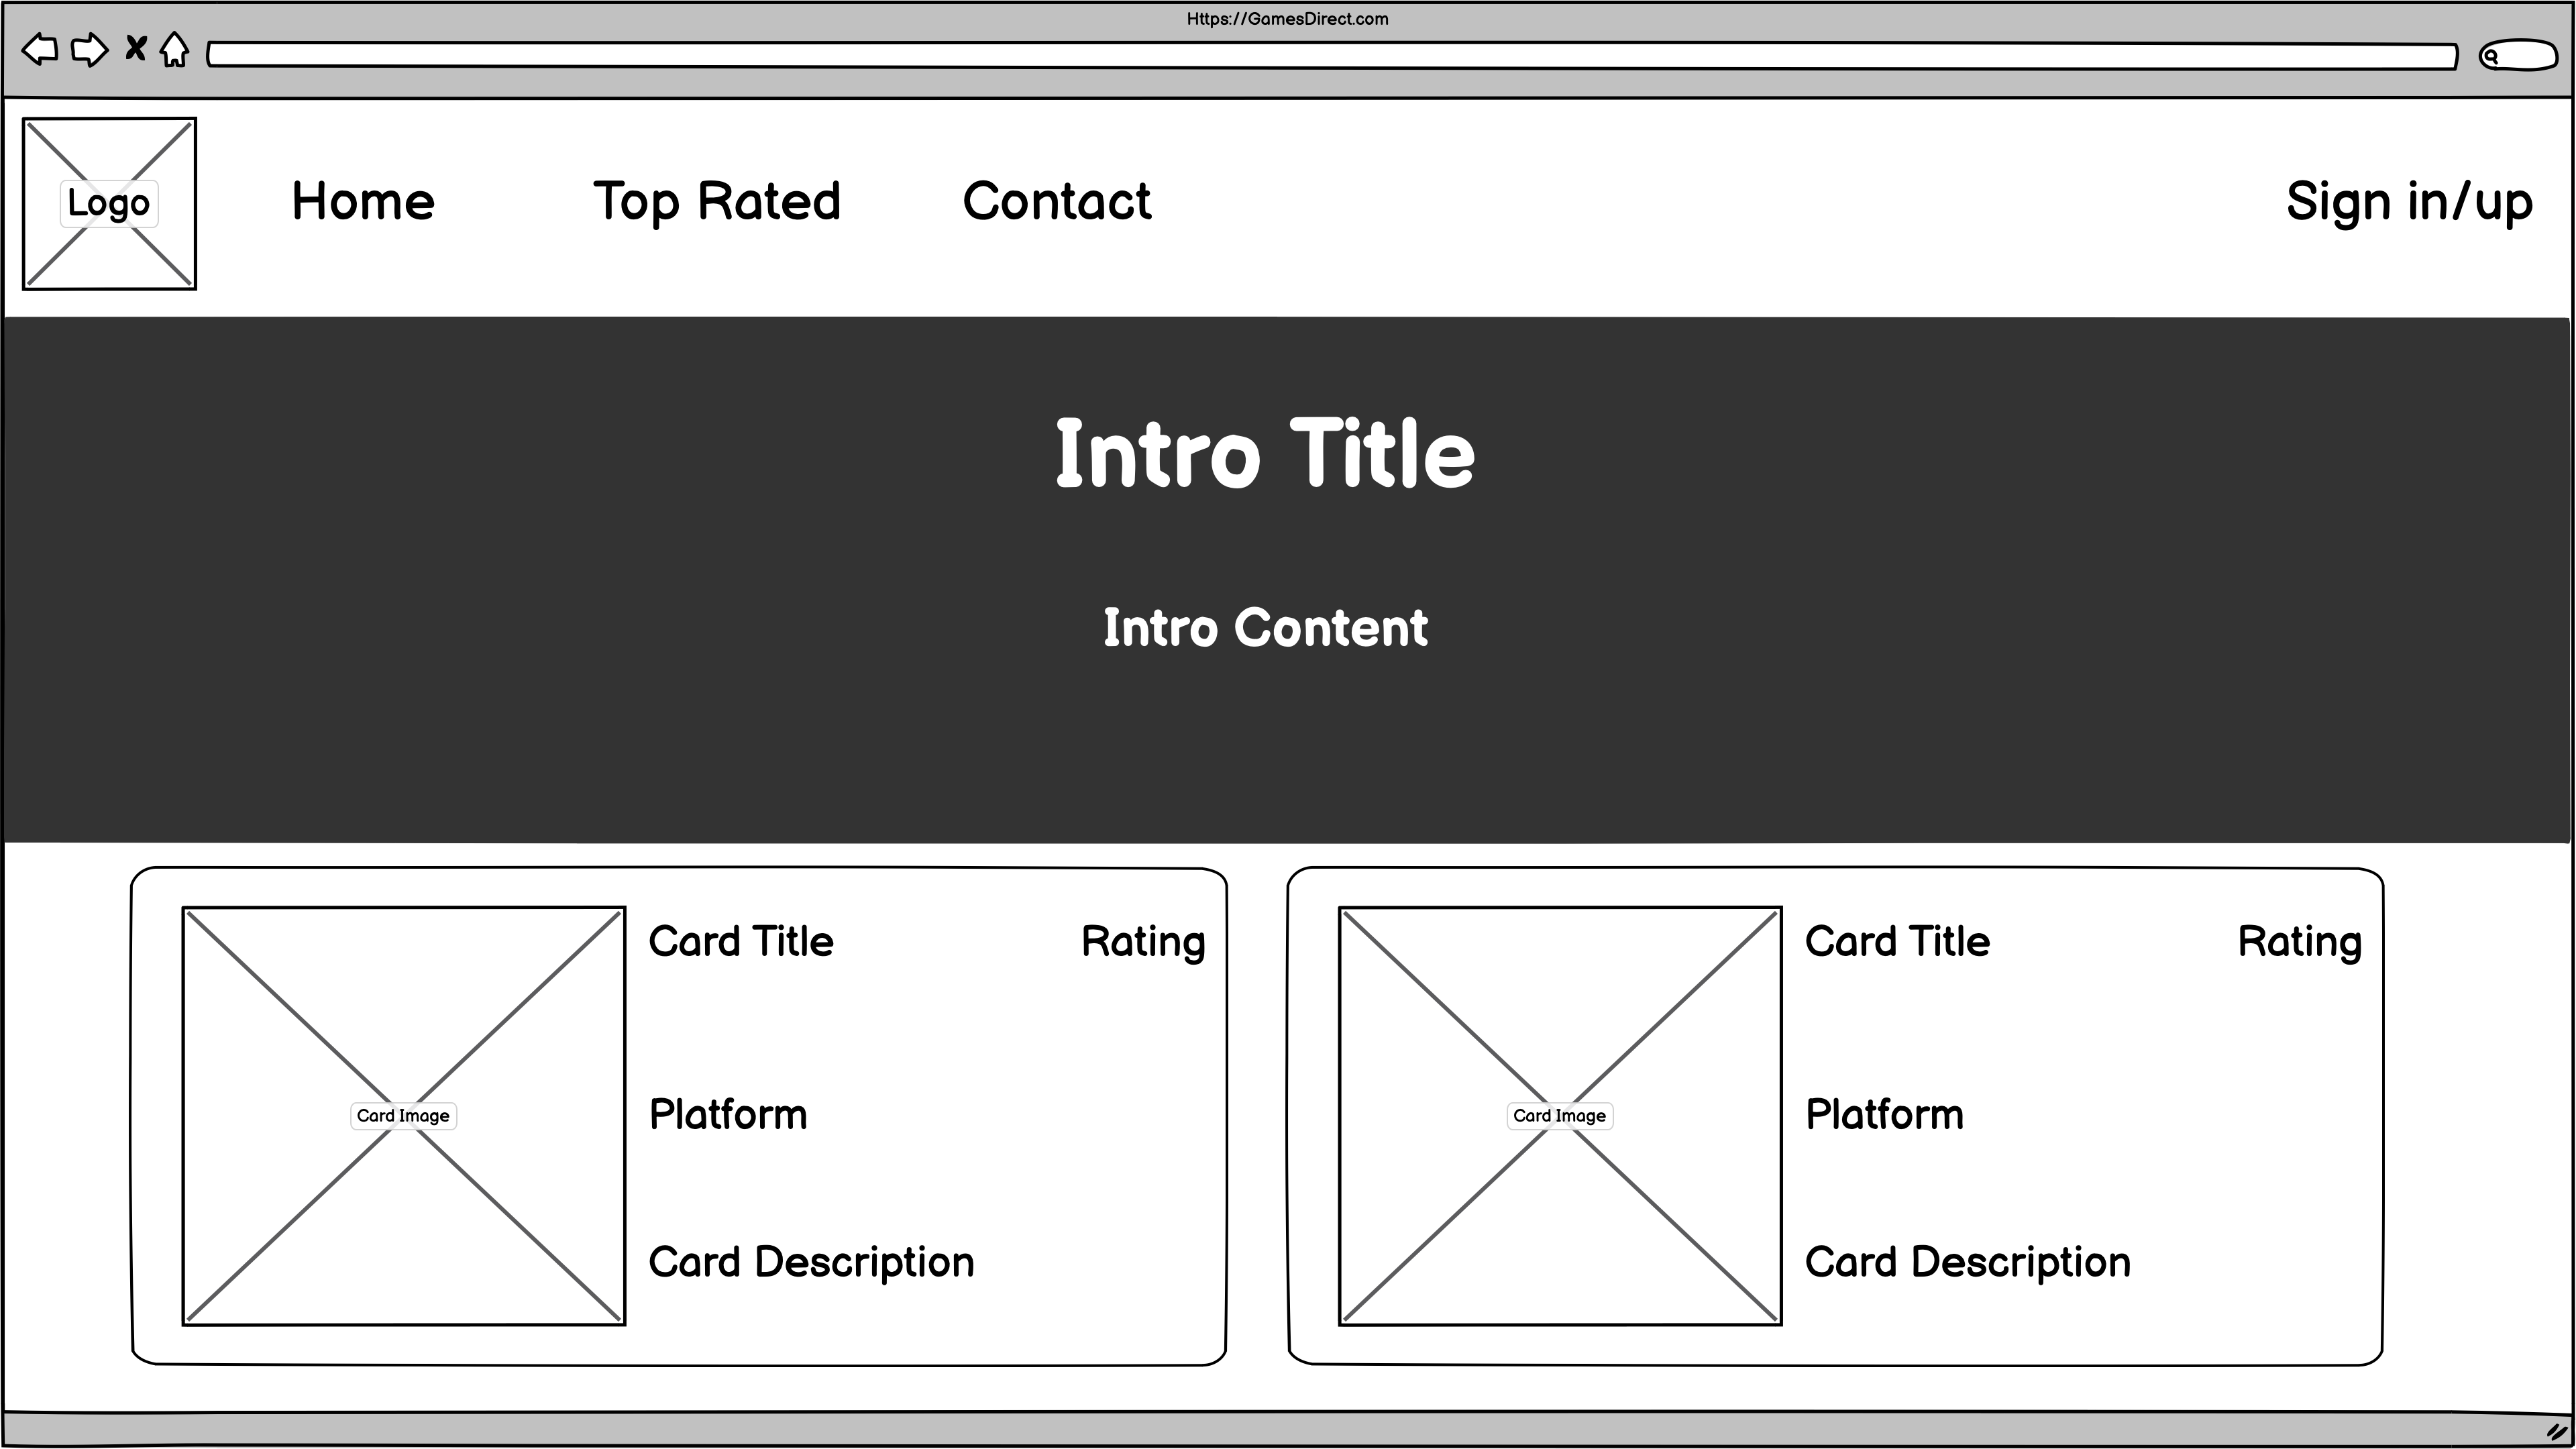 Https://GamesDirect.com
Logo
Home Top Rated Contact Sign in/up
Intro Title
Intro Content
Card Title Rating
Card Image
Platform
Card Description
Card Title Rating
Card Image
Platform
Card Description